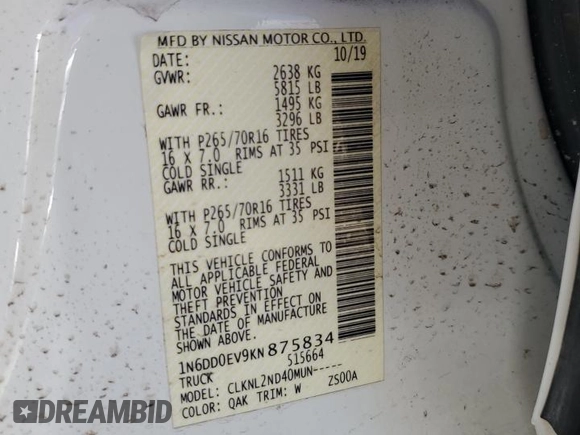 MFD BY NISSAN MOTOR CO., LTD.
DATE: 10/19
GVWR: 2638 KG
5815 LB
GAWR FR.: 1495 KG
3296 LB
WITH P265/70R16 TIRES
16 X 7.0 RIMS AT 35 PSI
COLD SINGLE
GAWR RR.: 1511 KG
3331 LB
WITH P265/70R16 TIRES
16 X 7.0 RIMS AT 35 PSI
COLD SINGLE
THIS VEHICLE CONFORMS TO
ALL APPLICABLE FEDERAL
MOTOR VEHICLE SAFETY AND
THEFT PREVENTION
STANDARDS IN EFFECT ON
THE DATE OF MANUFACTURE
SHOWN ABOVE.
1N6DD0EV9KN875834
TRUCK 515664
MODEL: CLKNL2ND40MUN-----
COLOR: QAK TRIM: W ZS00A
DREAMBID
.COM